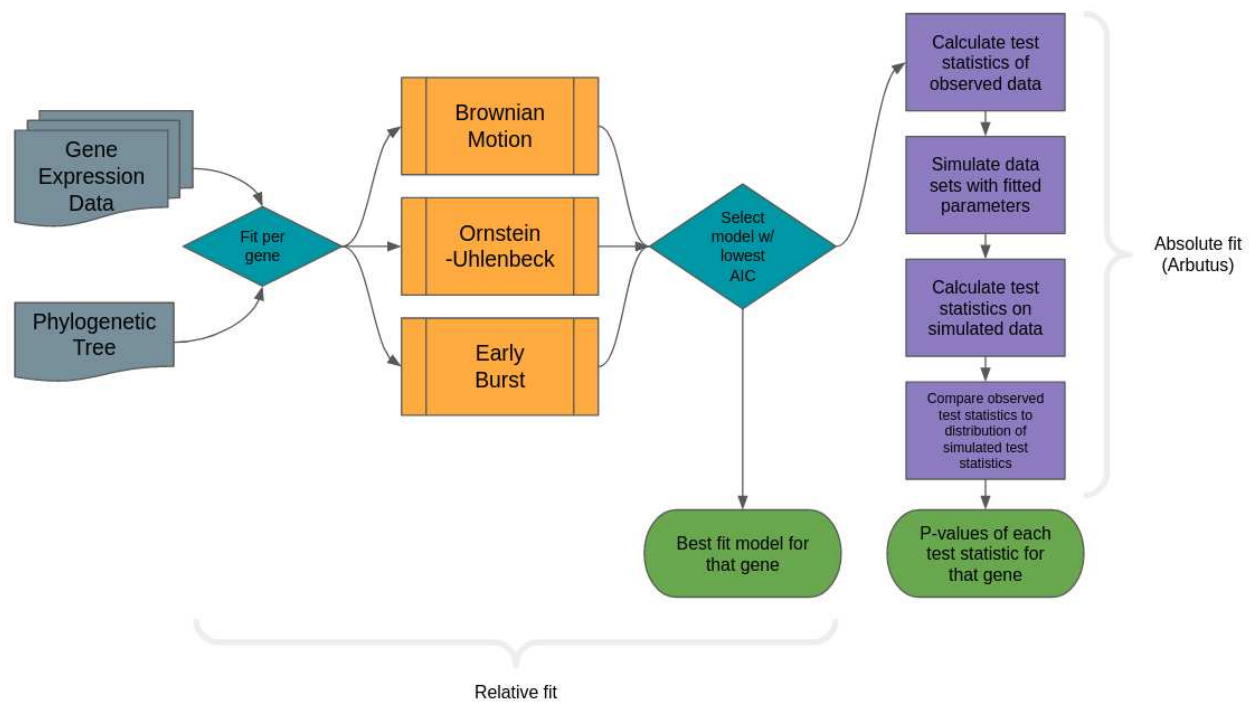 Gene
Expression
Data
Phylogenetic
Tree
Fit per
gene
Brownian
Motion
Ornstein
-Uhlenbeck
Early
Burst
Select
model w/
lowest
AIC
Best fit model for
that gene
Calculate test
statistics of
observed data
Simulate data
sets with fitted
parameters
Calculate test
statistics on
simulated data
Compare observed
test statistics to
distribution of
simulated test
statistics
P-values of each
test statistic for
that gene
Absolute fit
(Arbutus)
Relative fit